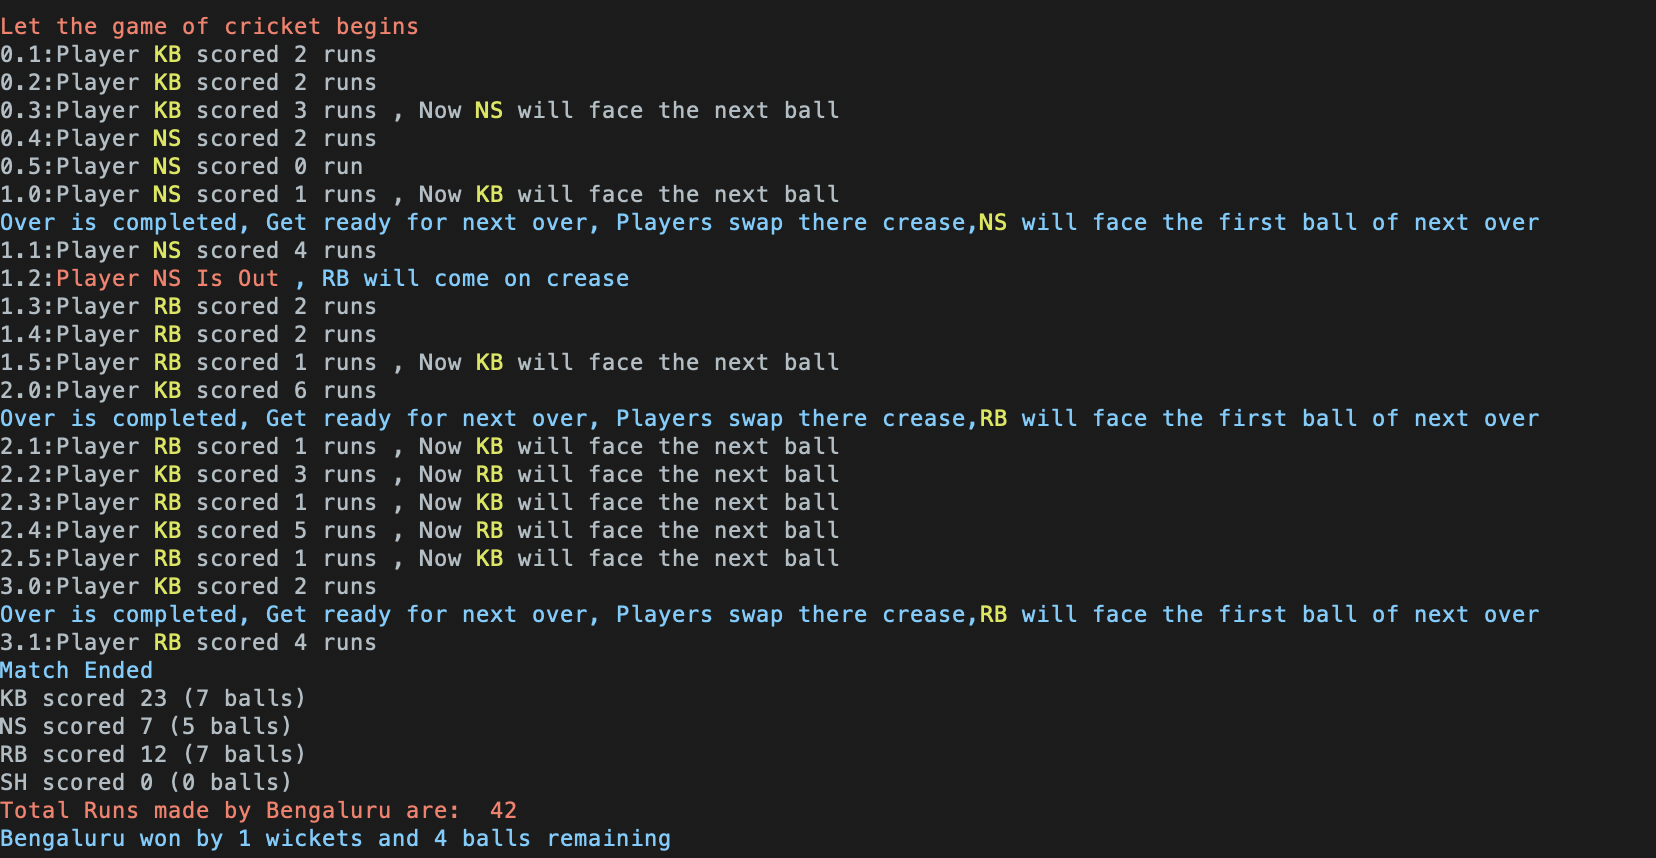 Let the game of cricket begins
0.1:Player KB scored 2 runs
0.2:Player KB scored 2 runs
0.3:Player KB scored 3 runs , Now NS will face the next ball
0.4:Player NS scored 2 runs
0.5:Player NS scored 0 run
1.0:Player NS scored 1 runs , Now KB will face the next ball
Over is completed, Get ready for next over, Players swap there crease,NS will face the first ball of next over
1.1:Player NS scored 4 runs
1.2:Player NS Is Out , RB will come on crease
1.3:Player RB scored 2 runs
1.4:Player RB scored 2 runs
1.5:Player RB scored 1 runs , Now KB will face the next ball
2.0:Player KB scored 6 runs
Over is completed, Get ready for next over, Players swap there crease,RB will face the first ball of next over
2.1:Player RB scored 1 runs , Now KB will face the next ball
2.2:Player KB scored 3 runs , Now RB will face the next ball
2.3:Player RB scored 1 runs , Now KB will face the next ball
2.4:Player KB scored 5 runs , Now RB will face the next ball
2.5:Player RB scored 1 runs , Now KB will face the next ball
3.0:Player KB scored 2 runs
Over is completed, Get ready for next over, Players swap there crease,RB will face the first ball of next over
3.1:Player RB scored 4 runs
Match Ended
KB scored 23 (7 balls)
NS scored 7 (5 balls)
RB scored 12 (7 balls)
SH scored 0 (0 balls)
Total Runs made by Bengaluru are:  42
Bengaluru won by 1 wickets and 4 balls remaining